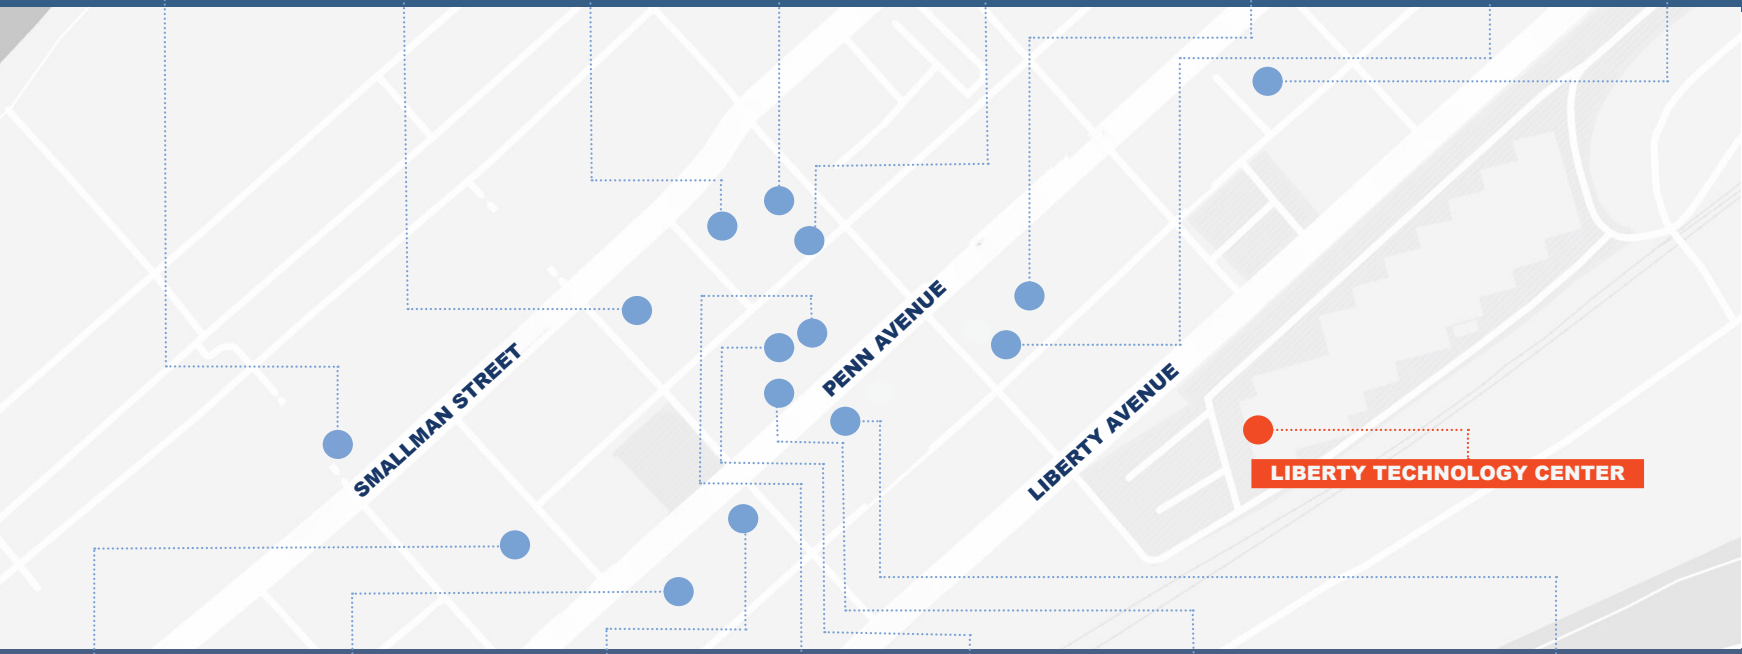 PENN AVENUE
SMALLMAN STREET
LIBERTY AVENUE
LIBERTY TECHNOLOGY CENTER